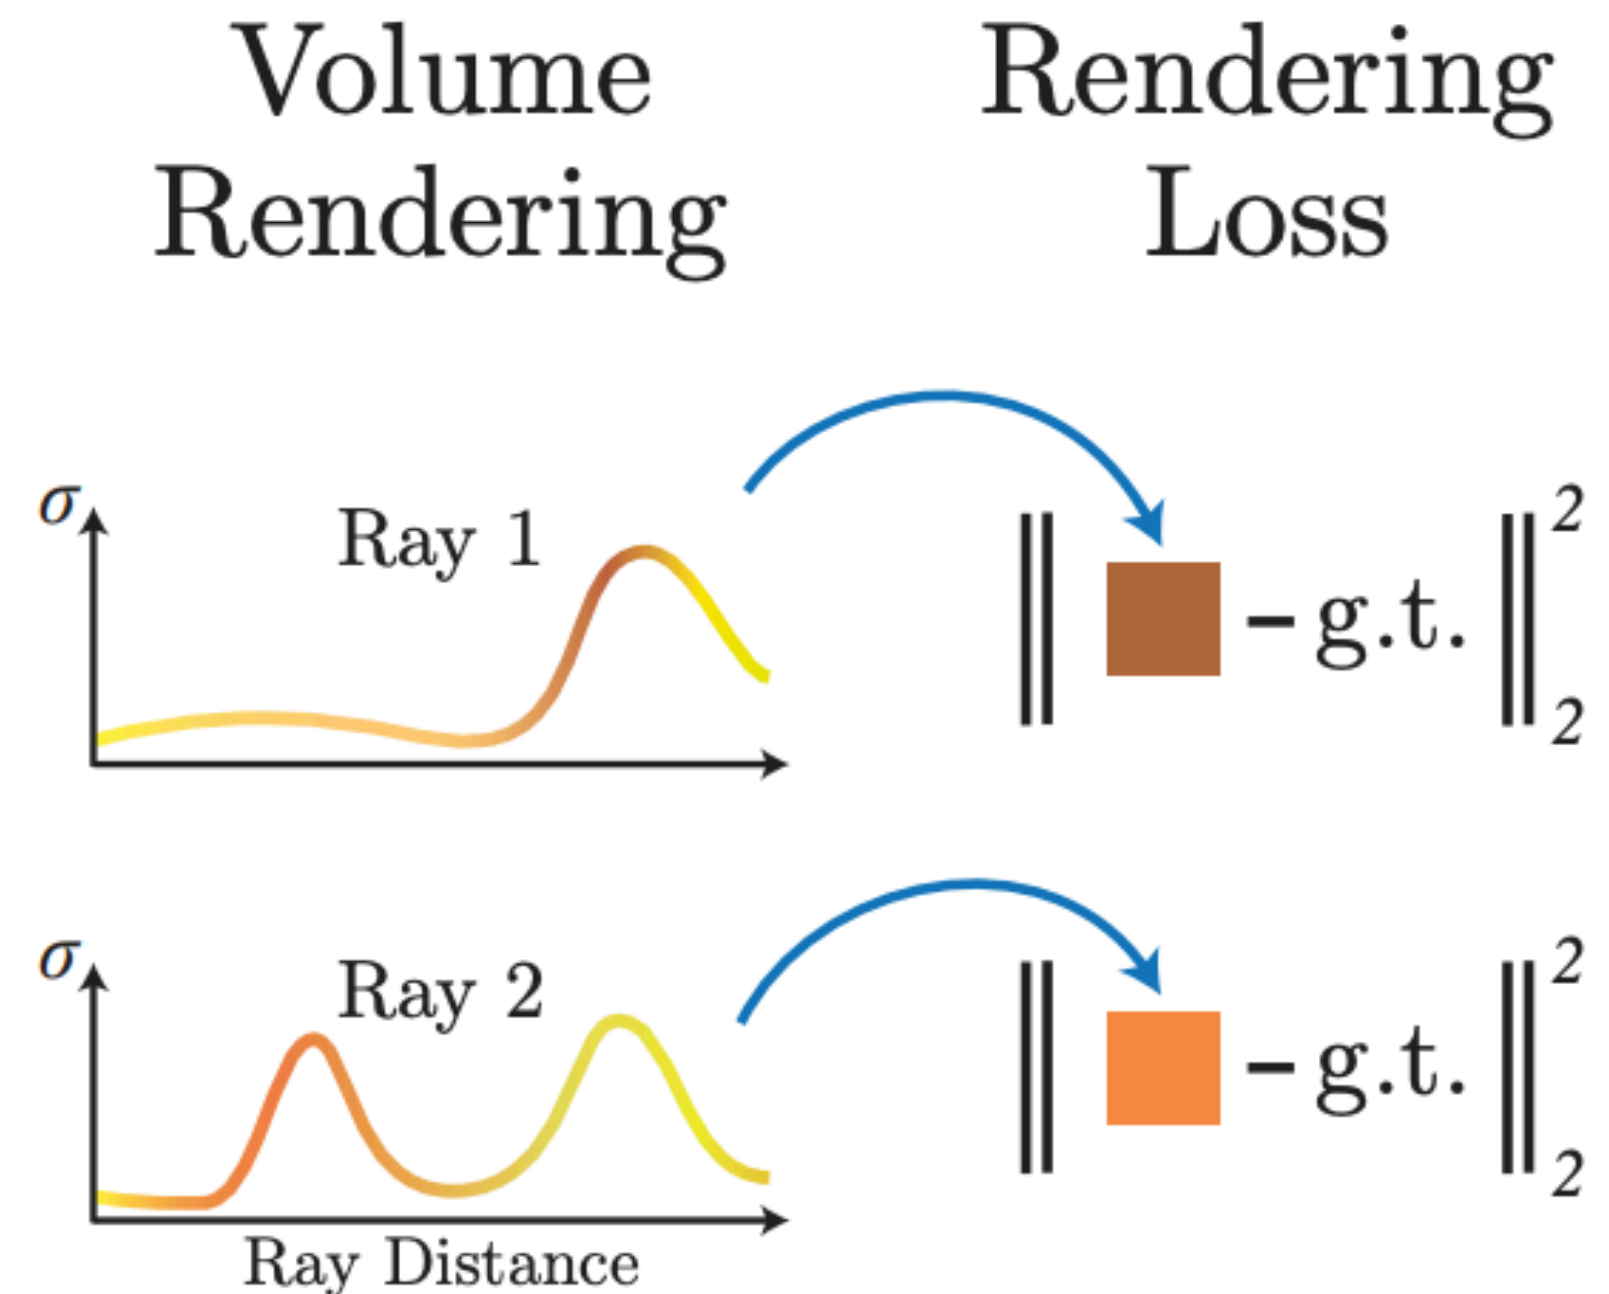 Volume
Rendering
Rendering
Loss
σ
Ray 1
‖ – g.t. ‖²₂
σ
Ray 2
‖ – g.t. ‖²₂
Ray Distance